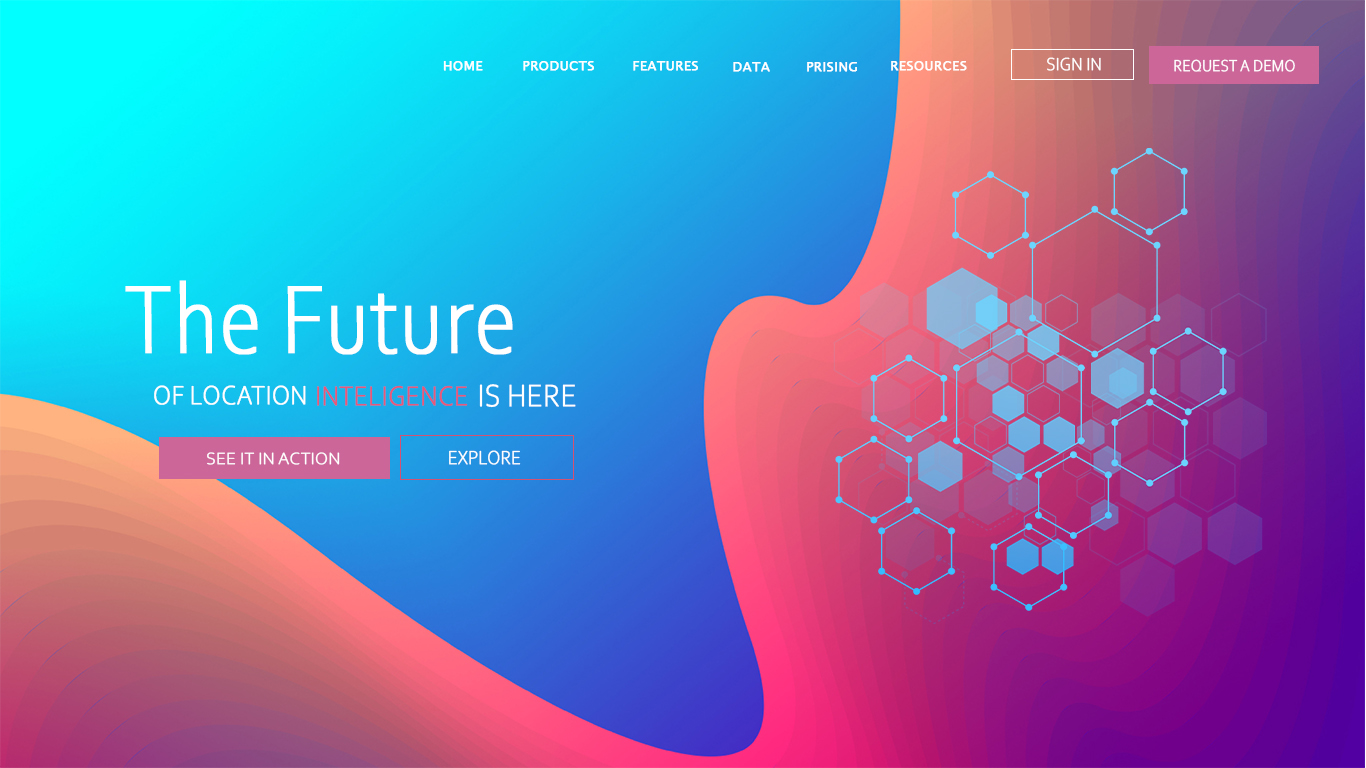 HOME PRODUCTS FEATURES DATA PRISING RESOURCES SIGN IN REQUEST A DEMO
The Future
OF LOCATION INTELIGENCE IS HERE
SEE IT IN ACTION EXPLORE